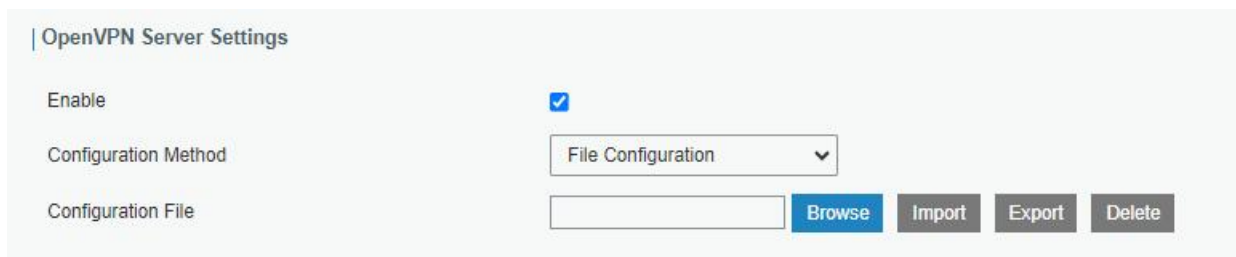 OpenVPN Server Settings
Enable
Configuration Method File Configuration
Configuration File Browse Import Export Delete